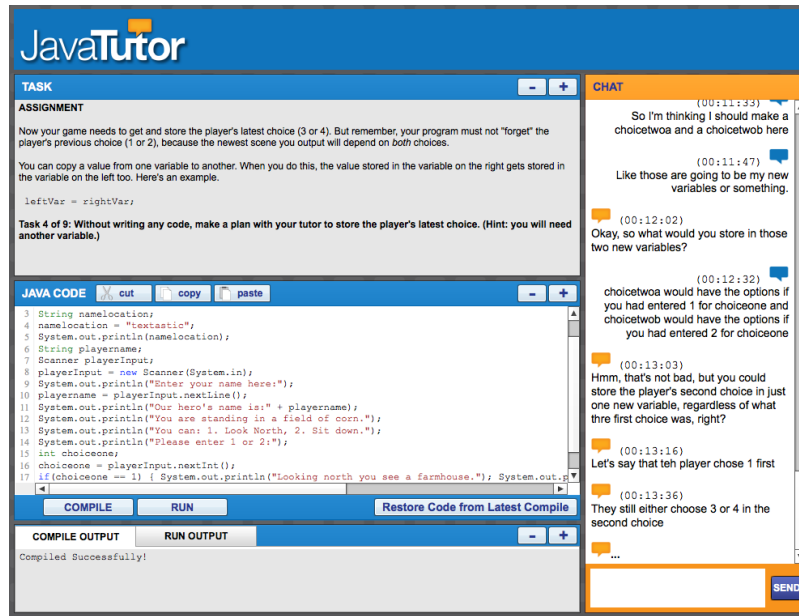 JavaTutor
TASK
- +
ASSIGNMENT
Now your game needs to get and store the player's latest choice (3 or 4). But remember, your program must not "forget" the
player's previous choice (1 or 2), because the newest scene you output will depend on both choices.
You can copy a value from one variable to another. When you do this, the value stored in the variable on the right gets stored in
the variable on the left too. Here's an example.
leftVar = rightVar;
Task 4 of 9: Without writing any code, make a plan with your tutor to store the player's latest choice. (Hint: you will need
another variable.)
JAVA CODE cut copy paste - +
3 String namelocation;
4 namelocation = "textastic";
5 System.out.println(namelocation);
6 String playername;
7 Scanner playerInput;
8 playerInput = new Scanner(System.in);
9 System.out.println("Enter your name here:");
10 playername = playerInput.nextLine();
11 System.out.println("Our hero's name is:" + playername);
12 System.out.println("You are standing in a field of corn.");
13 System.out.println("You can: 1. Look North, 2. Sit down.");
14 System.out.println("Please enter 1 or 2:");
15 int choiceone;
16 choiceone = playerInput.nextInt();
17 if(choiceone == 1) { System.out.println("Looking north you see a farmhouse."); System.out.p
COMPILE RUN Restore Code from Latest Compile
COMPILE OUTPUT RUN OUTPUT - +
Compiled Successfully!
CHAT
(00:11:33)
So I'm thinking I should make a
choicetwoa and a choicetwob here
(00:11:47)
Like those are going to be my new
variables or something.
(00:12:02)
Okay, so what would you store in those
two new variables?
(00:12:32)
choicetwoa would have the options if
you had entered 1 for choiceone and
choicetwob would have the options if
you had entered 2 for choiceone
(00:13:03)
Hmm, that's not bad, but you could
store the player's second choice in just
one new variable, regardless of what
thre first choice was, right?
(00:13:16)
Let's say that teh player chose 1 first
(00:13:36)
They still either choose 3 or 4 in the
second choice
...
SEND